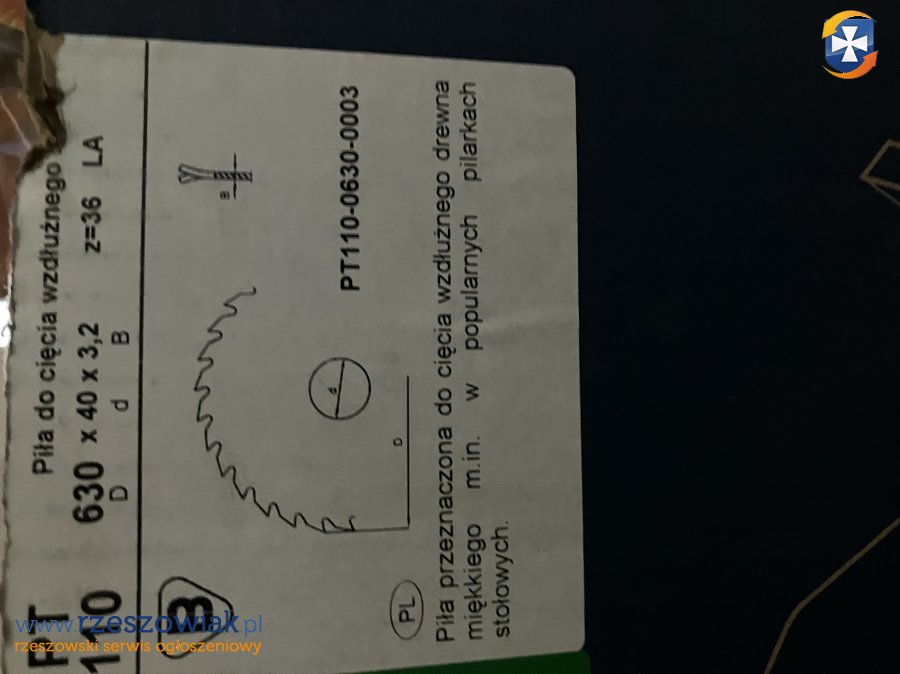 PT
110
Piła do cięcia wzdłużnego
630 x 40 x 3,2 z=36 LA
D d B
B
B
d
D
PT110-0630-0003
PL
Piła przeznaczona do cięcia wzdłużnego drewna
miękkiego m.in. w popularnych pilarkach
stołowych.
www.rzeszowiak.pl
rzeszowski serwis ogłoszeniowy